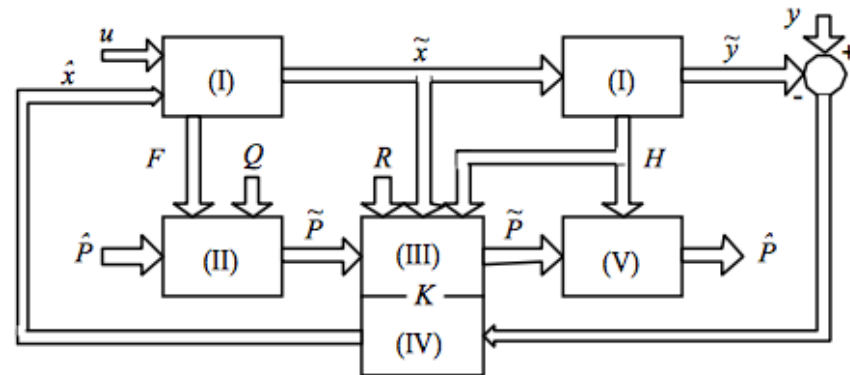 u x̃ ỹ y
x̂ (I) (I) + -
F Q R H
P̂ (II) P̃ (III) P̃ (V) P̂
K
(IV)